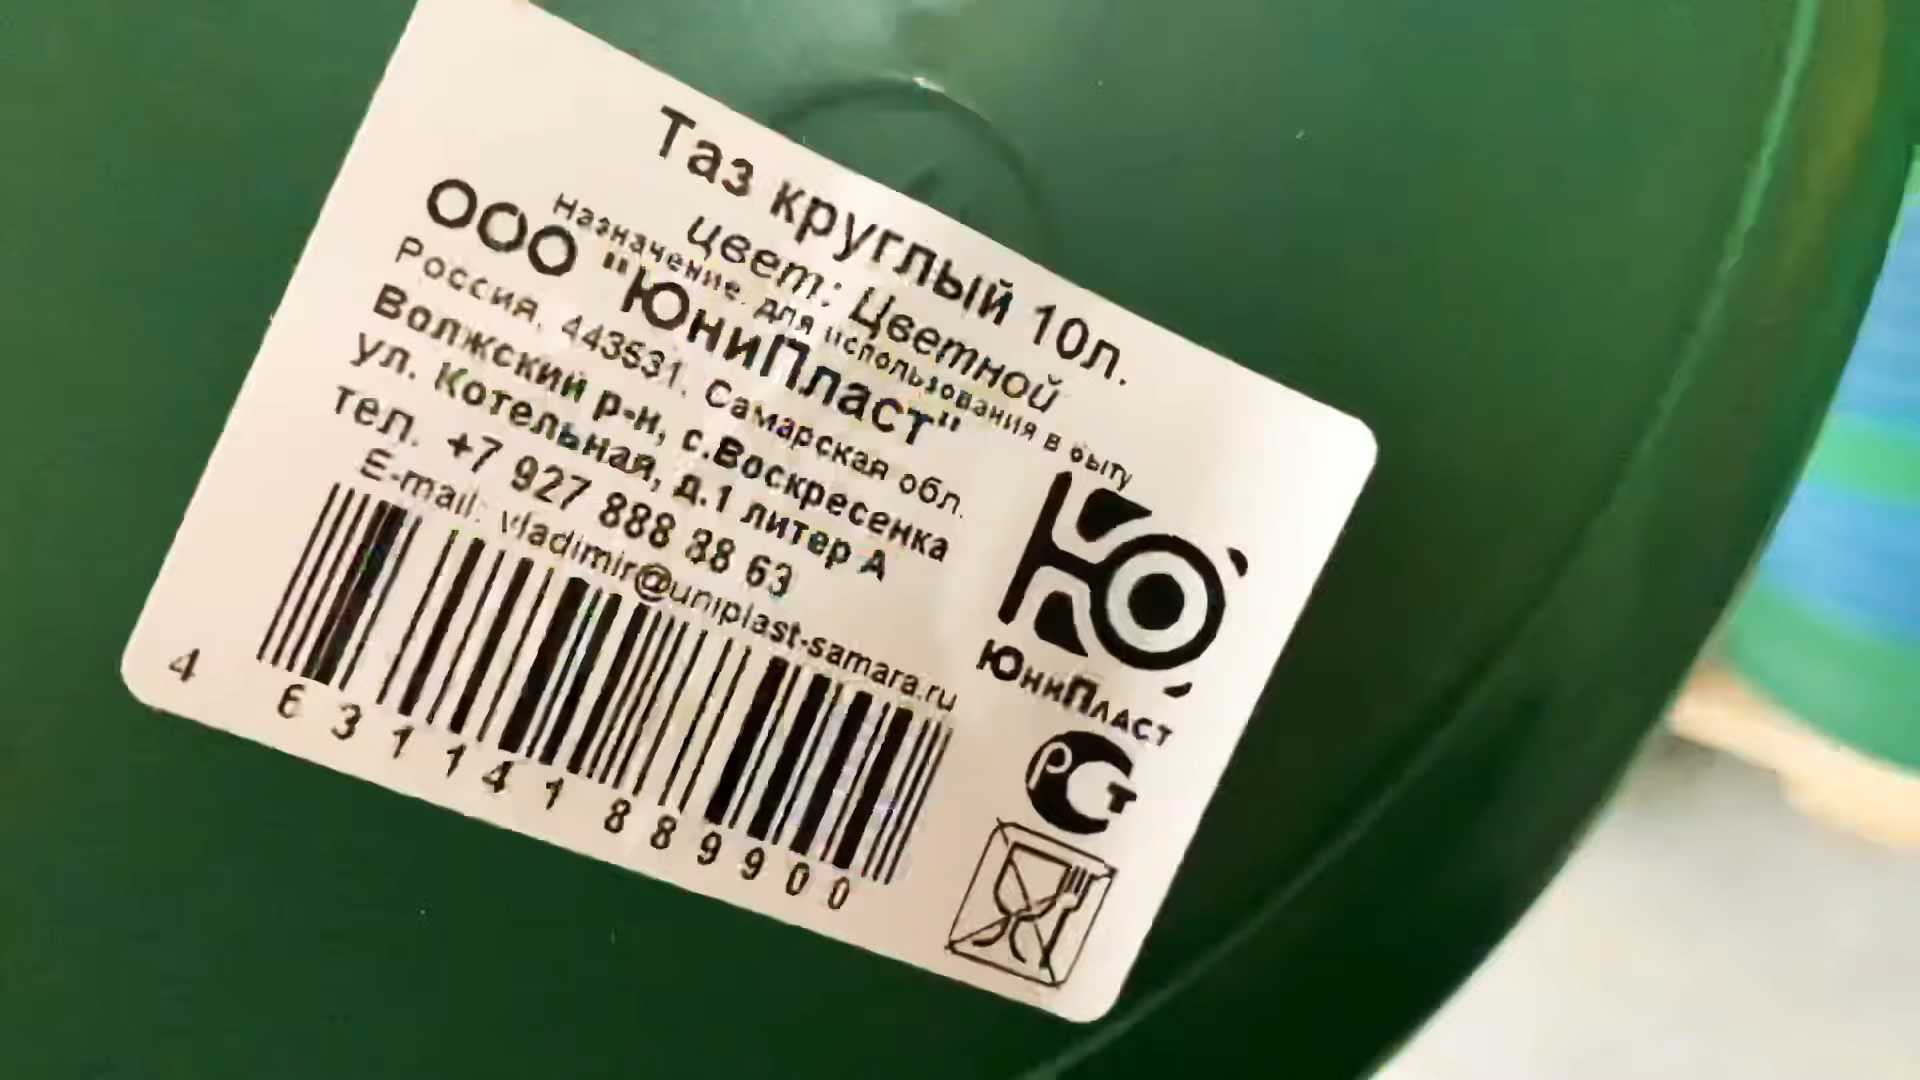 Таз круглый 10л.
цвет: Цветной
Назначение: для использования в быту
ООО "ЮниПласт"
Россия, 443531, Самарская обл.
Волжский р-н, с.Воскресенка
ул. Котельная, д.1 литер А
тел. +7 927 888 88 63
E-mail: vladimir@uniplast-samara.ru
ЮниПласт
РСТ
4 631141 889900